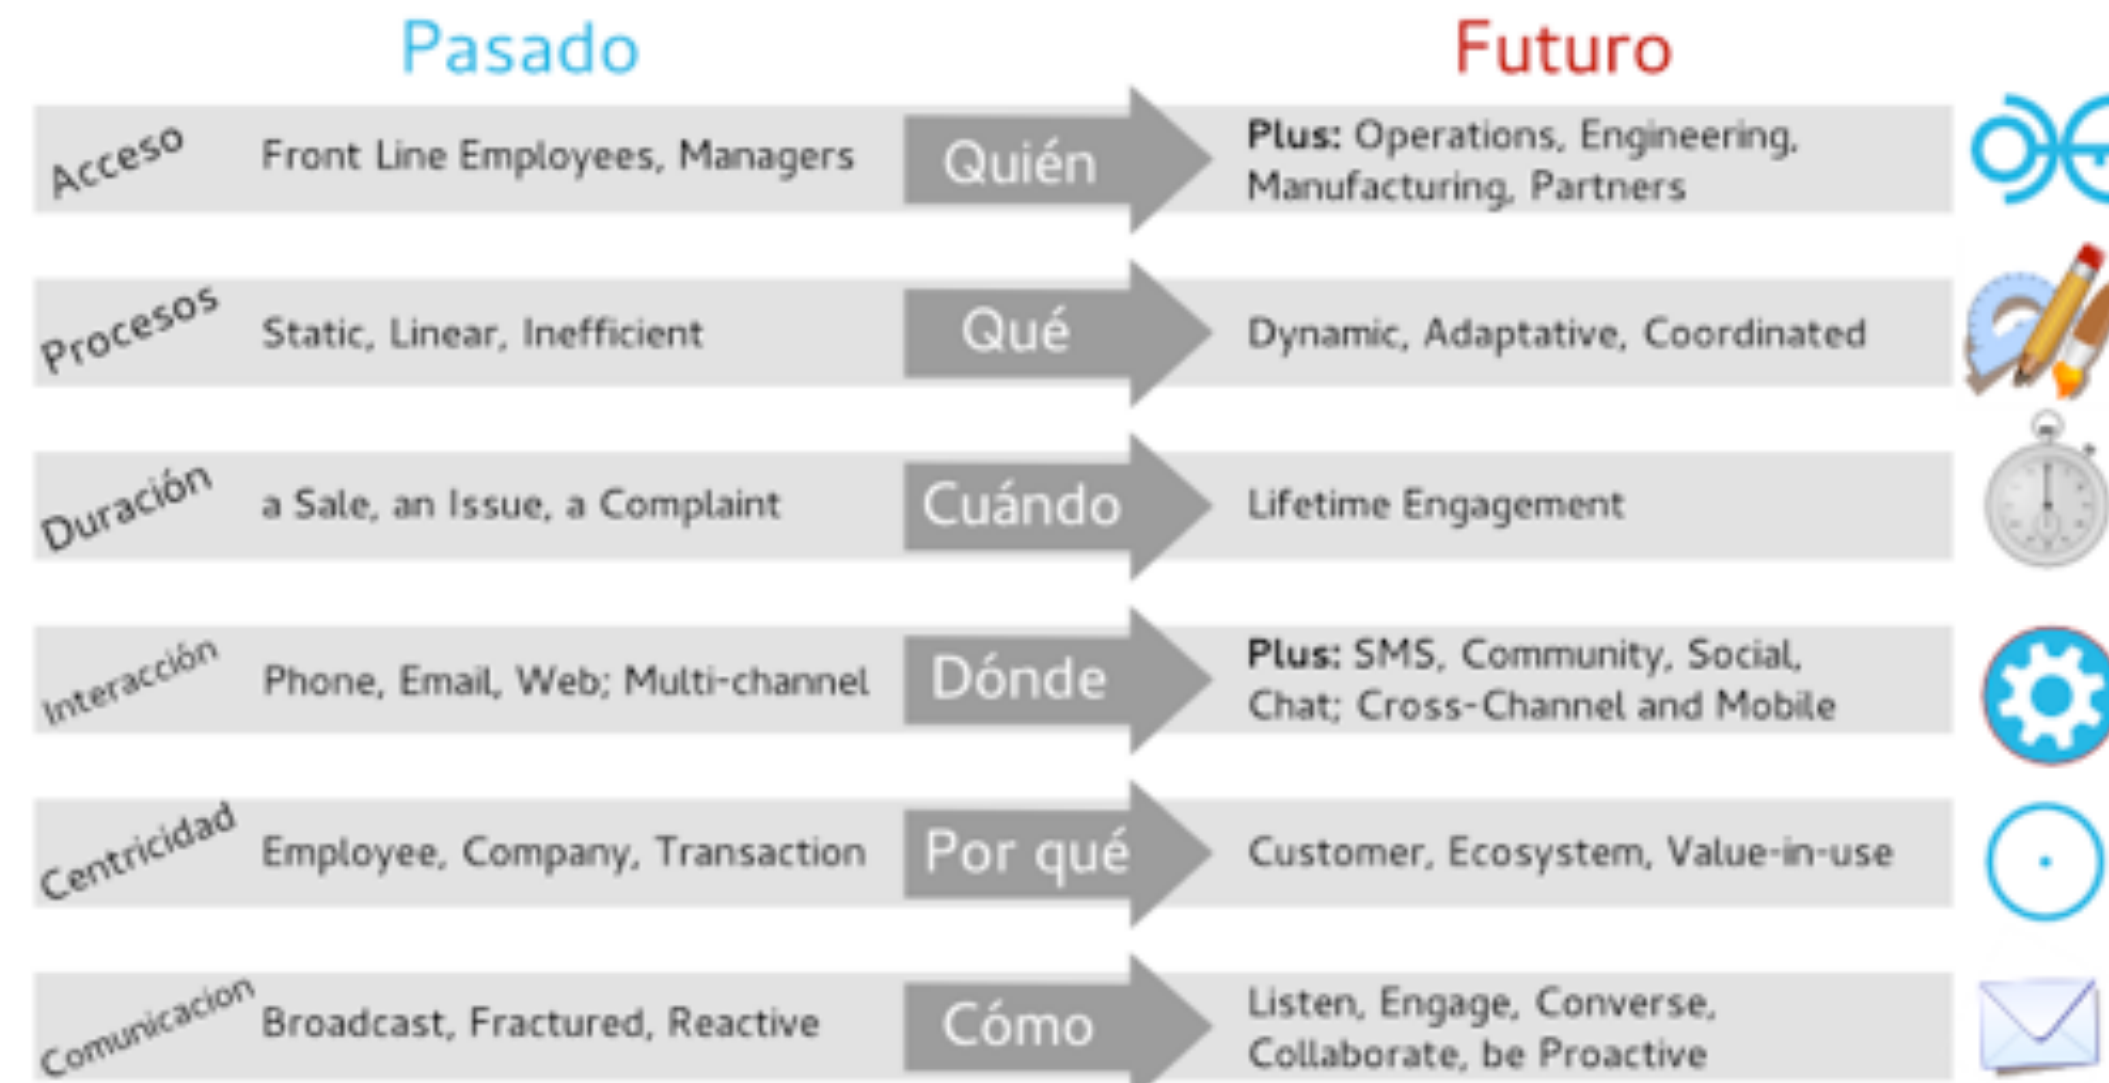 Pasado
Futuro
Acceso
Front Line Employees, Managers
Quién
Plus: Operations, Engineering,
Manufacturing, Partners
Procesos
Static, Linear, Inefficient
Qué
Dynamic, Adaptative, Coordinated
Duración
a Sale, an Issue, a Complaint
Cuándo
Lifetime Engagement
Interacción
Phone, Email, Web; Multi-channel
Dónde
Plus: SMS, Community, Social,
Chat; Cross-Channel and Mobile
Centricidad
Employee, Company, Transaction
Por qué
Customer, Ecosystem, Value-in-use
Comunicacion
Broadcast, Fractured, Reactive
Cómo
Listen, Engage, Converse,
Collaborate, be Proactive